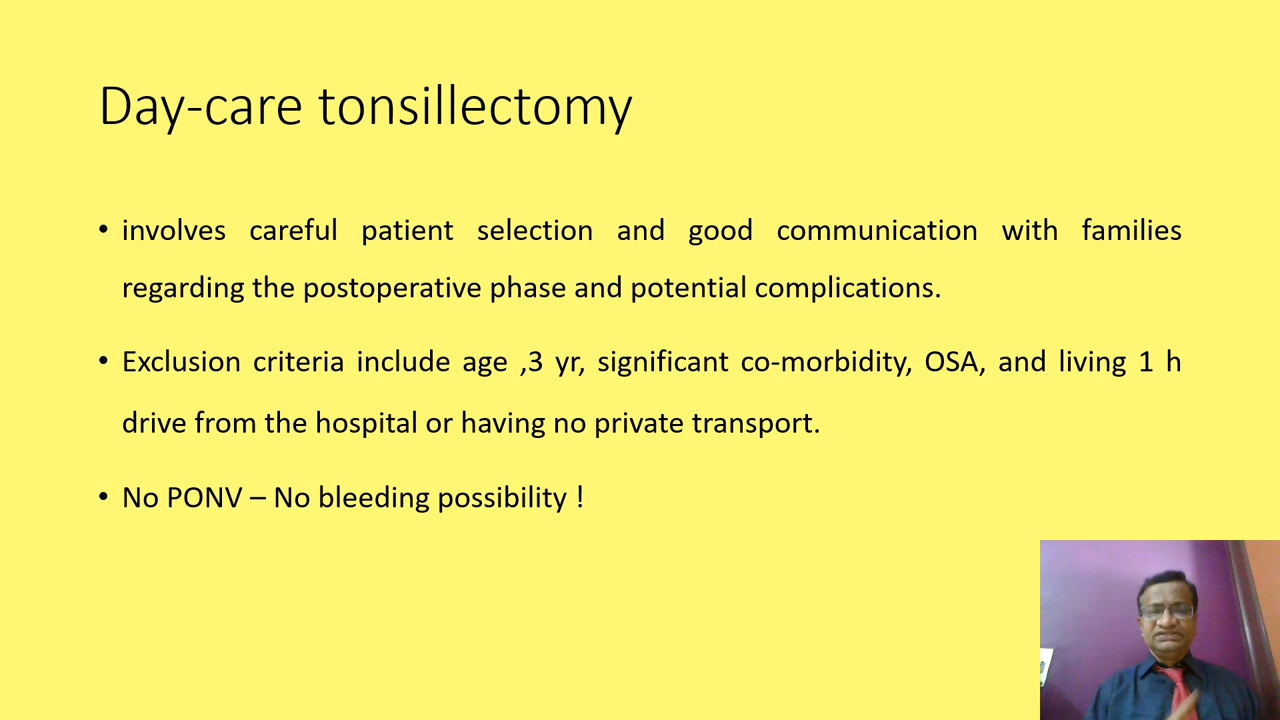 Day-care tonsillectomy
• involves careful patient selection and good communication with families
regarding the postoperative phase and potential complications.
• Exclusion criteria include age ,3 yr, significant co-morbidity, OSA, and living 1 h
drive from the hospital or having no private transport.
• No PONV – No bleeding possibility !